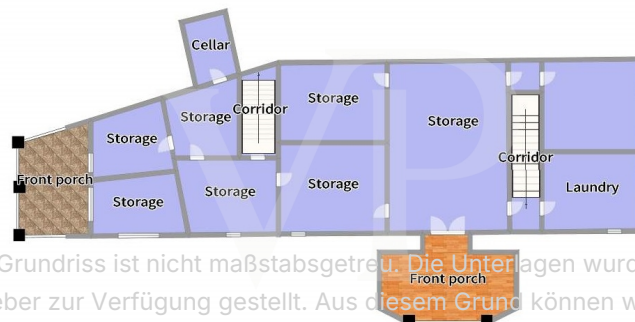 Cellar
Storage
Corridor
Storage
Storage
Storage
Corridor
Storage
Front porch
Storage
Storage
Storage
Laundry
Front porch
VP
Grundriss ist nicht maßstabsgetreu. Die Unterlagen wurd
eber zur Verfügung gestellt. Aus diesem Grund können w